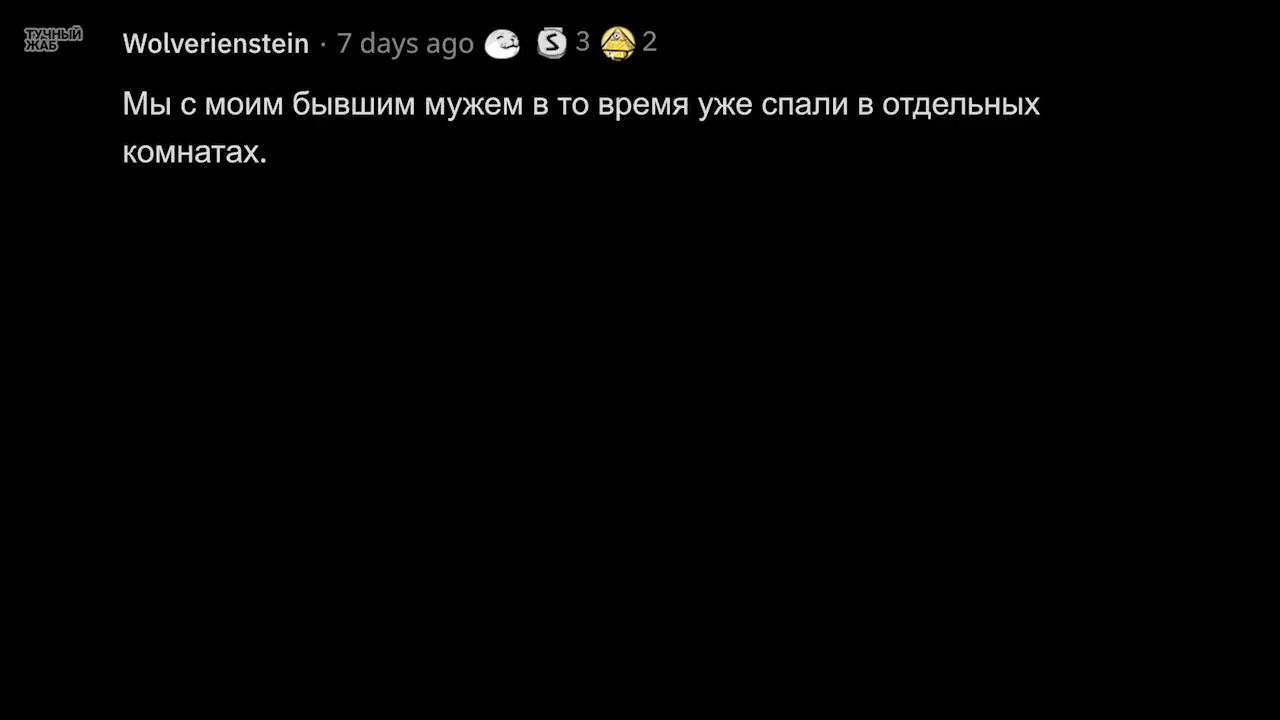 ТУЧНЫЙ
ЖАБ
Wolverienstein · 7 days ago 3 2
Мы с моим бывшим мужем в то время уже спали в отдельных
комнатах.